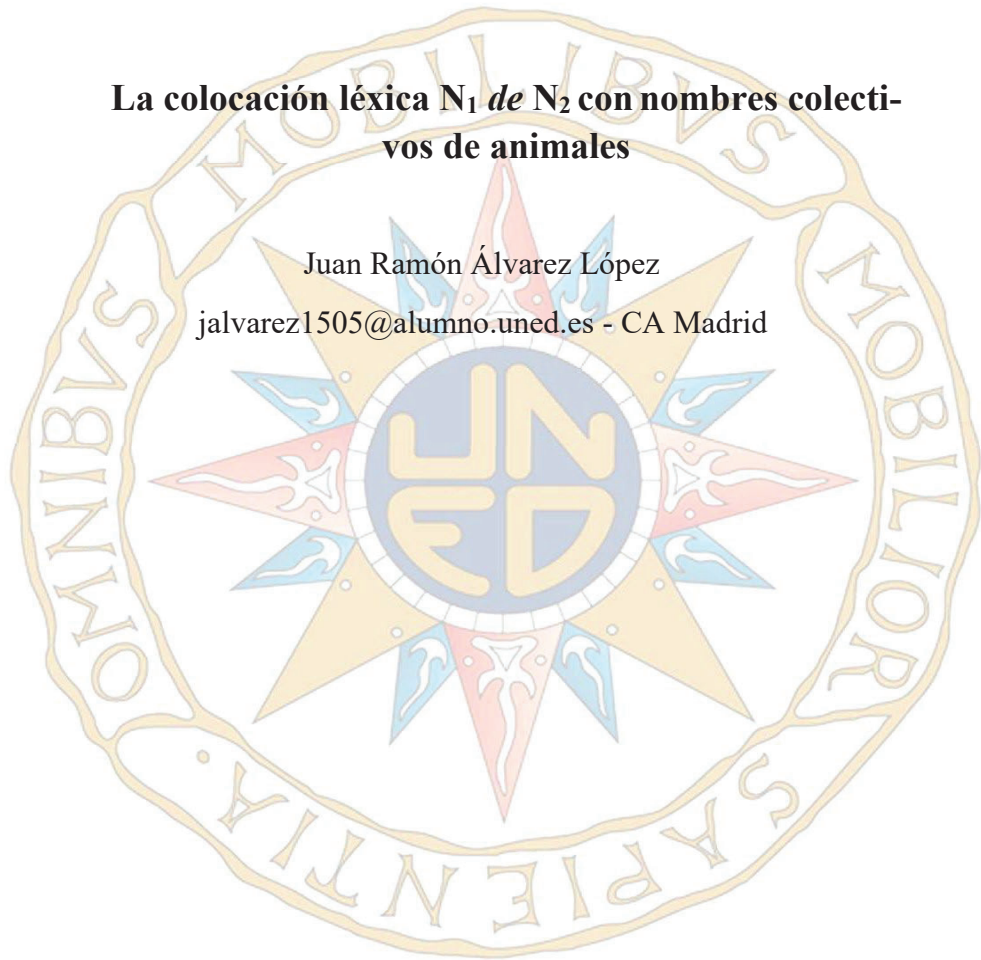 La colocación léxica N₁ de N₂ con nombres colecti-
vos de animales
Juan Ramón Álvarez López
jalvarez1505@alumno.uned.es - CA Madrid
OMNIBVS MOBILIBVS MOBILIOR SAPIENTIA.
UNED